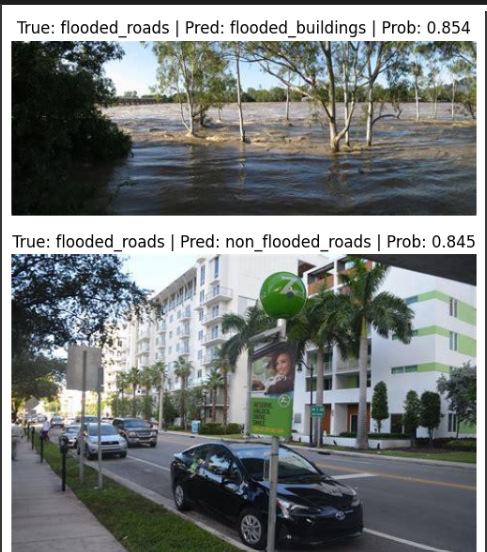 True: flooded_roads | Pred: flooded_buildings | Prob: 0.854
True: flooded_roads | Pred: non_flooded_roads | Prob: 0.845